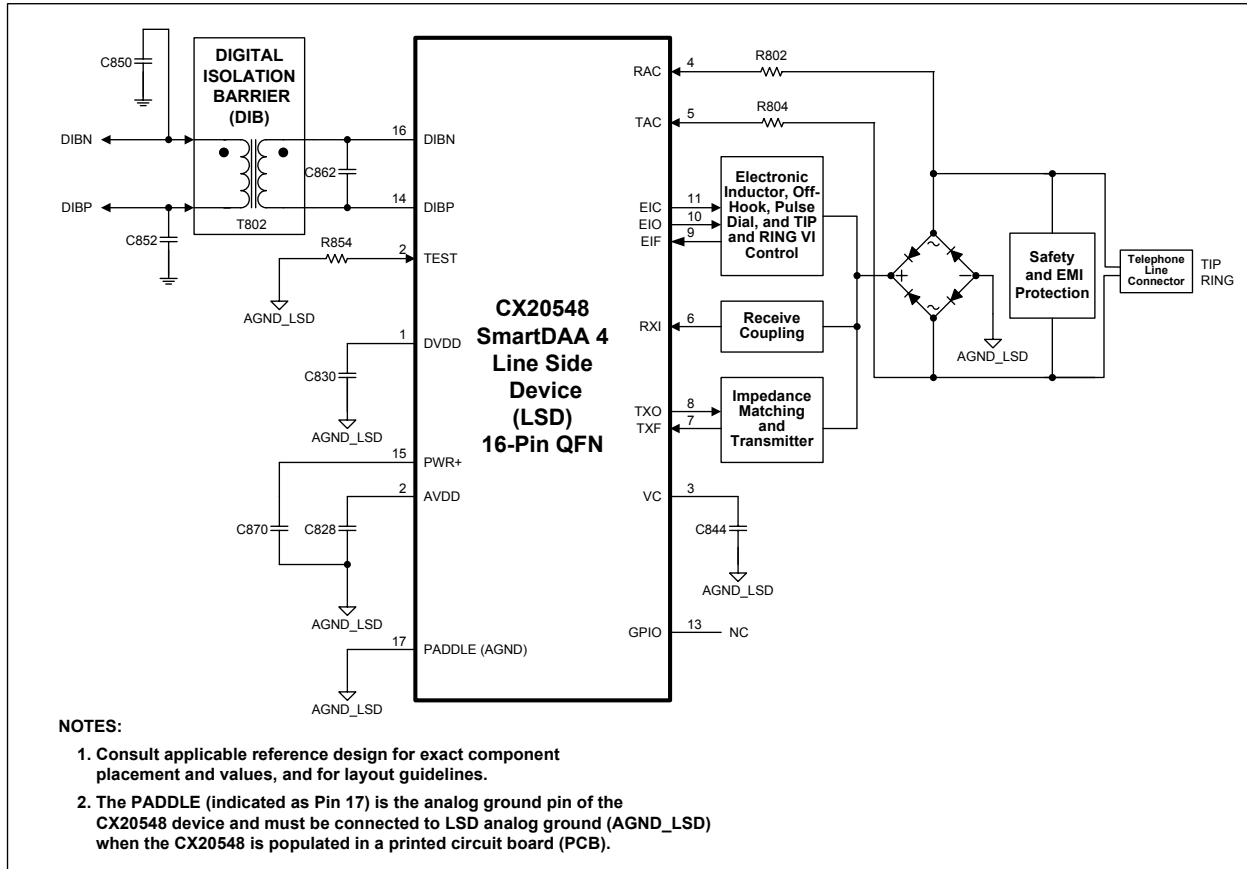 C850
DIGITAL
ISOLATION
BARRIER
(DIB)
DIBN
DIBP
C852
T802
C862
16
DIBN
14
DIBP
R854
2
TEST
AGND_LSD
1
DVDD
C830
AGND_LSD
15
PWR+
2
AVDD
C870
C828
AGND_LSD
17
PADDLE (AGND)
AGND_LSD
CX20548
SmartDAA 4
Line Side
Device
(LSD)
16-Pin QFN
RAC
4
R802
TAC
5
R804
EIC
11
EIO
10
EIF
9
Electronic
Inductor, Off-
Hook, Pulse
Dial, and TIP
and RING VI
Control
RXI
6
Receive
Coupling
TXO
8
TXF
7
Impedance
Matching
and
Transmitter
VC
3
C844
AGND_LSD
GPIO
13
NC
~
+
−
~
AGND_LSD
Safety
and EMI
Protection
Telephone
Line
Connector
TIP
RING
NOTES:
1. Consult applicable reference design for exact component
placement and values, and for layout guidelines.
2. The PADDLE (indicated as Pin 17) is the analog ground pin of the
CX20548 device and must be connected to LSD analog ground (AGND_LSD)
when the CX20548 is populated in a printed circuit board (PCB).